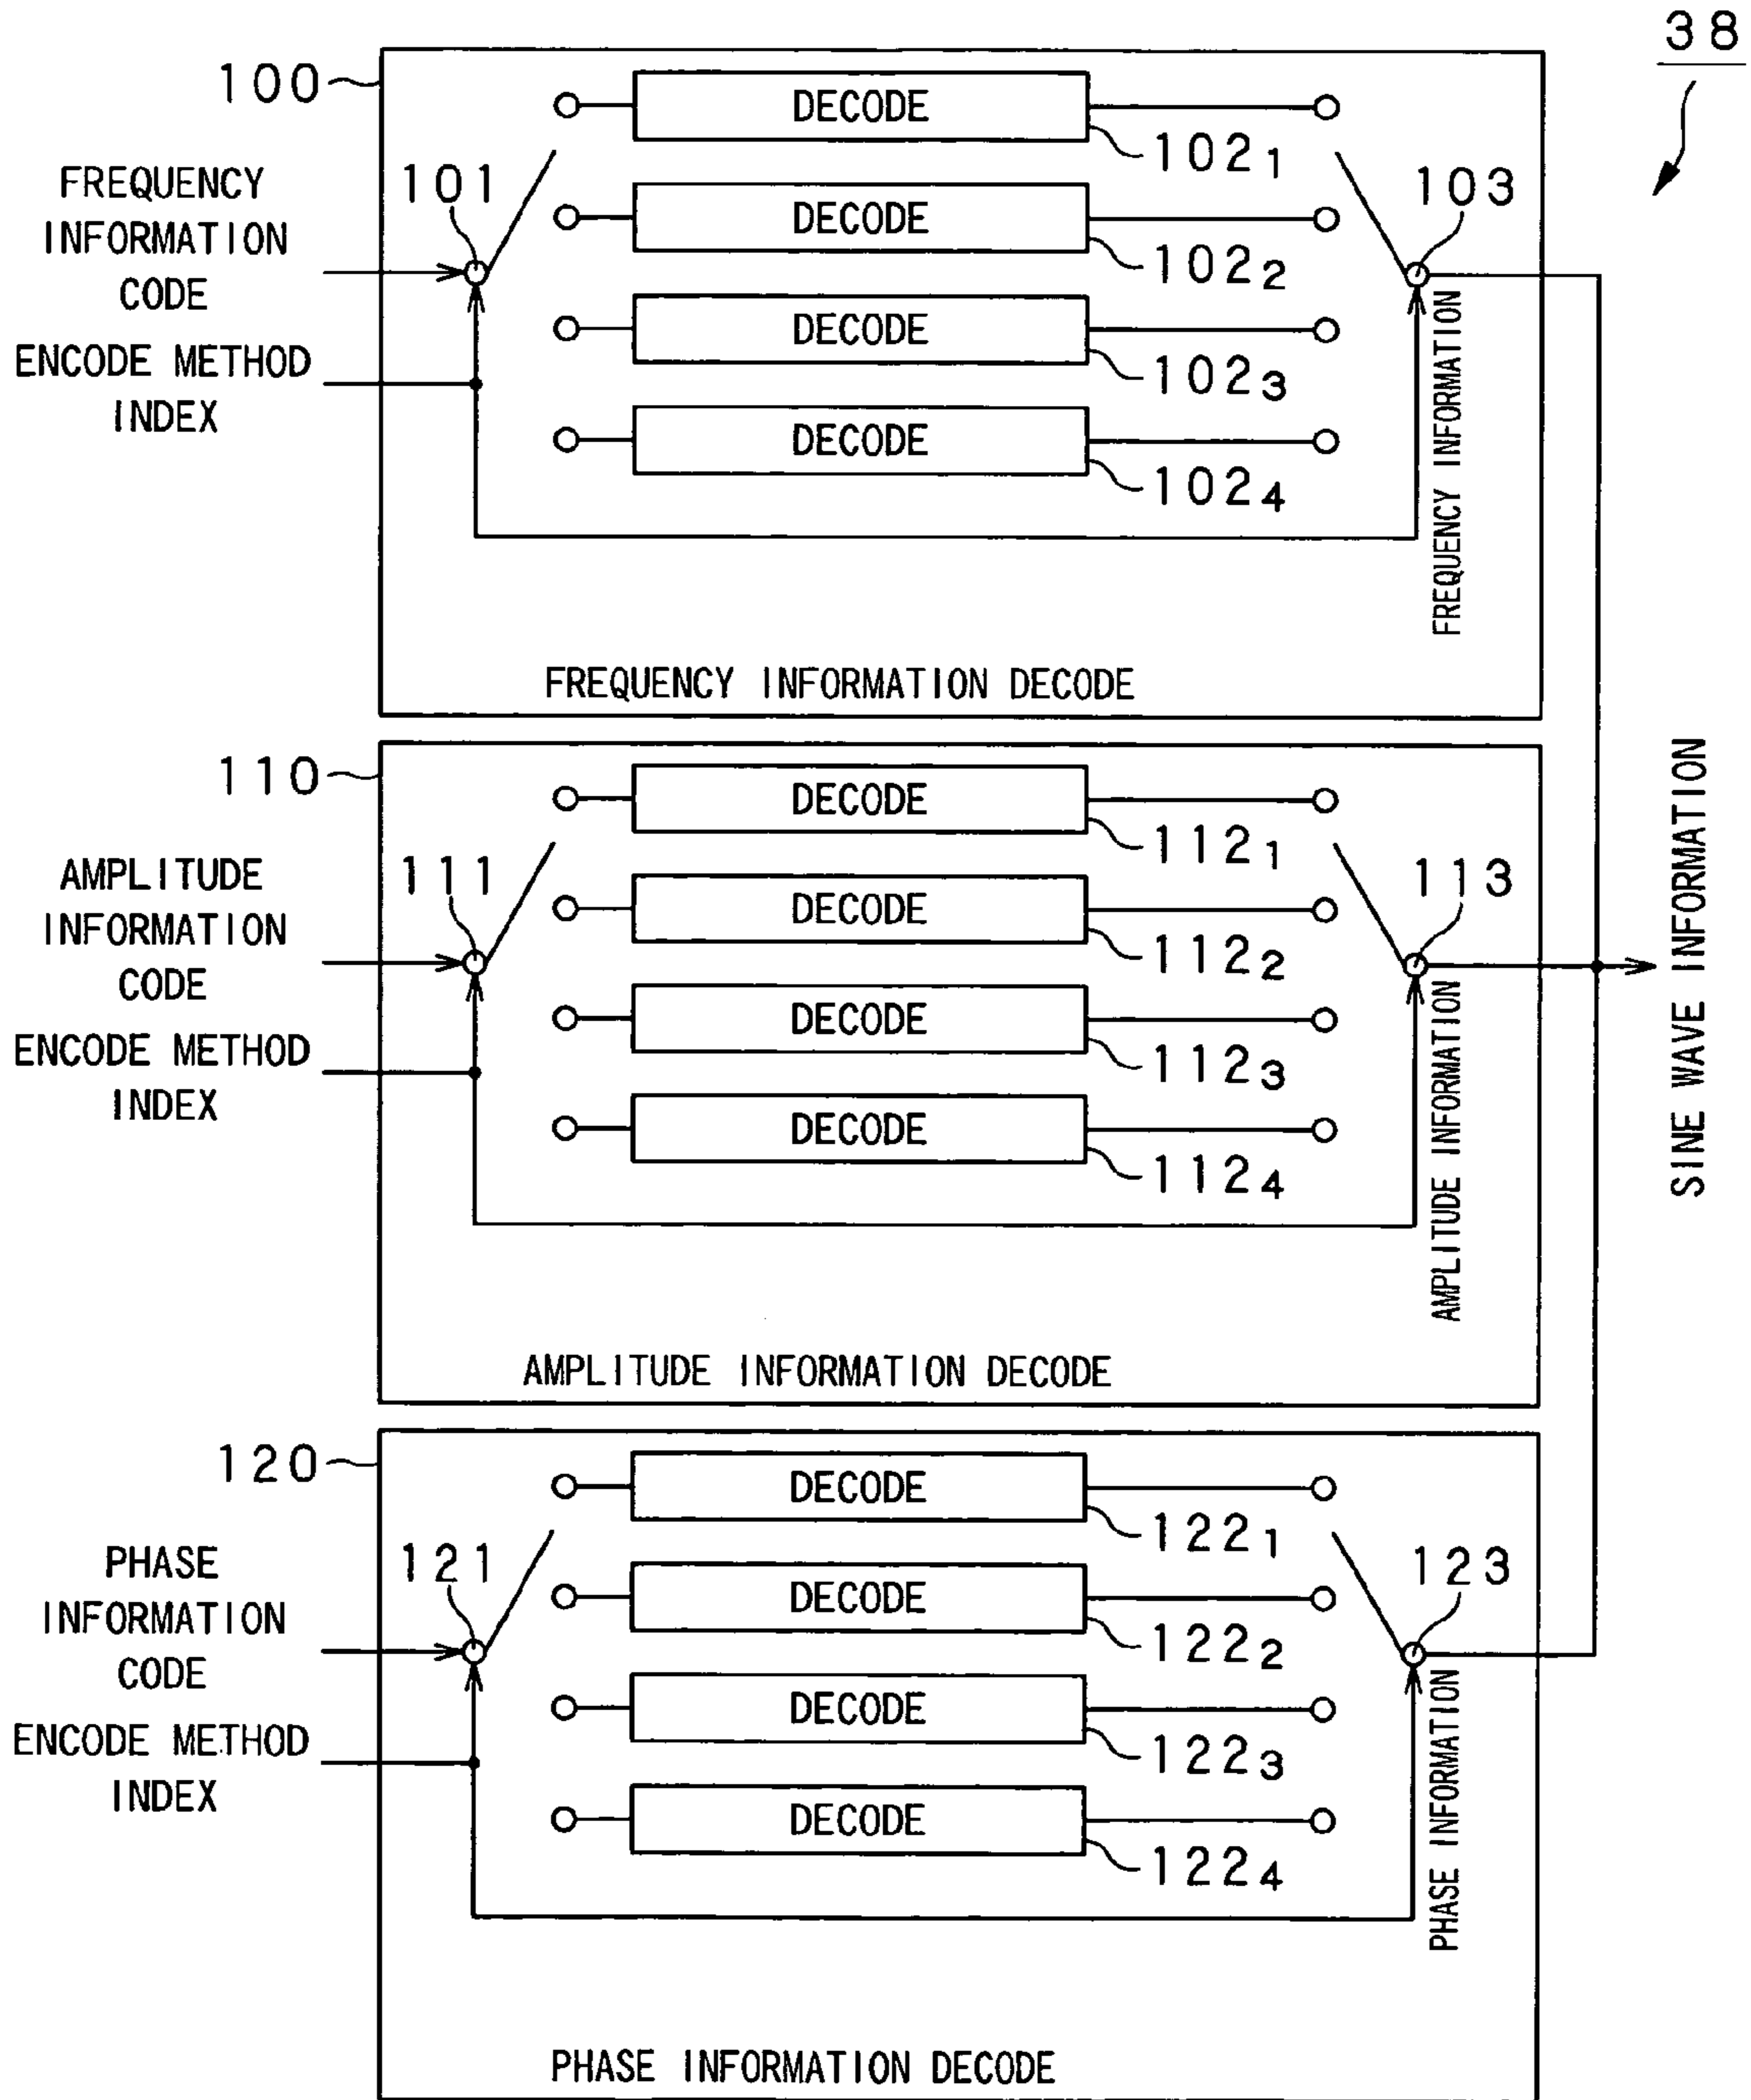 38
100
DECODE
102₁
FREQUENCY
INFORMATION
CODE
101
DECODE
102₂
103
ENCODE METHOD
INDEX
DECODE
102₃
DECODE
102₄
FREQUENCY INFORMATION
FREQUENCY INFORMATION DECODE
110
DECODE
112₁
AMPLITUDE
INFORMATION
CODE
111
DECODE
112₂
113
ENCODE METHOD
INDEX
DECODE
112₃
DECODE
112₄
AMPLITUDE INFORMATION
AMPLITUDE INFORMATION DECODE
SINE WAVE INFORMATION
120
DECODE
122₁
PHASE
INFORMATION
CODE
121
DECODE
122₂
123
ENCODE METHOD
INDEX
DECODE
122₃
DECODE
122₄
PHASE INFORMATION
PHASE INFORMATION DECODE